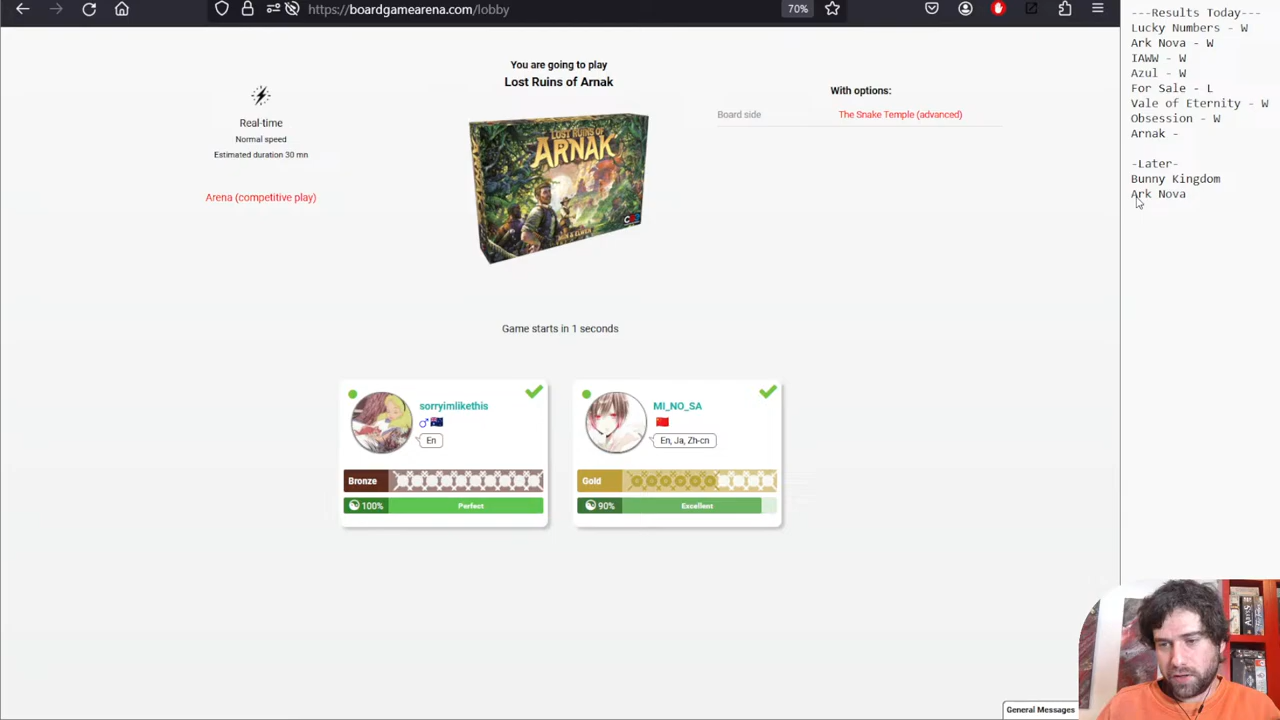 https://boardgamearena.com/lobby
70%
You are going to play
Lost Ruins of Arnak
Real-time
Normal speed
Estimated duration 30 mn
Arena (competitive play)
LOST RUINS OF
ARNAK
With options:
Board side
The Snake Temple (advanced)
Game starts in 1 seconds
sorryimlikethis
En
Bronze
100%
Perfect
MI_NO_SA
En, Ja, Zh-cn
Gold
90%
Excellent
General Messages
---Results Today---
Lucky Numbers - W
Ark Nova - W
IAWW - W
Azul - W
For Sale - L
Vale of Eternity - W
Obsession - W
Arnak -
-Later-
Bunny Kingdom
Ark Nova